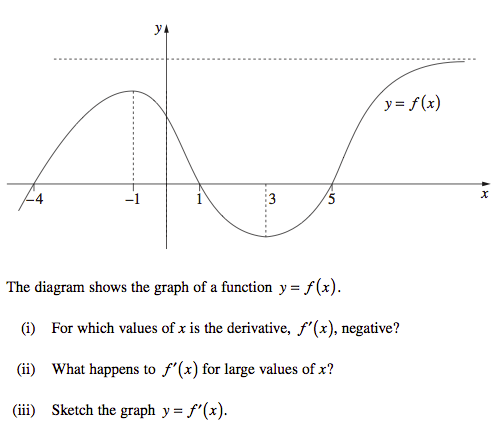 y
y = f(x)
–4
–1
1
3
5
x
The diagram shows the graph of a function y = f(x).
(i) For which values of x is the derivative, f′(x), negative?
(ii) What happens to f′(x) for large values of x?
(iii) Sketch the graph y = f′(x).